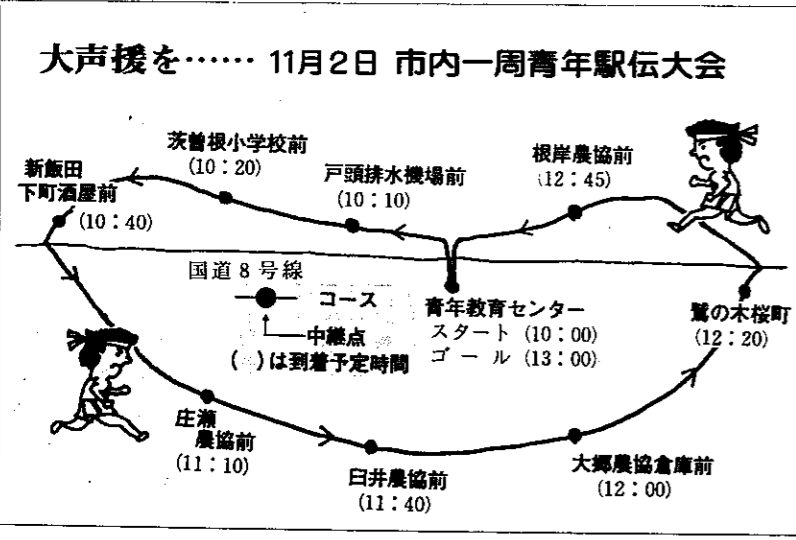 大声援を…… 11月2日 市内一周青年駅伝大会
茨曽根小学校前
(10:20)
戸頭排水機場前
(10:10)
根岸農協前
(12:45)
新飯田
下町酒屋前
(10:40)
国道8号線
コース
中継点
( )は到着予定時間
青年教育センター
スタート (10:00)
ゴール (13:00)
鷲の木桜町
(12:20)
庄瀬
農協前
(11:10)
臼井農協前
(11:40)
大郷農協倉庫前
(12:00)